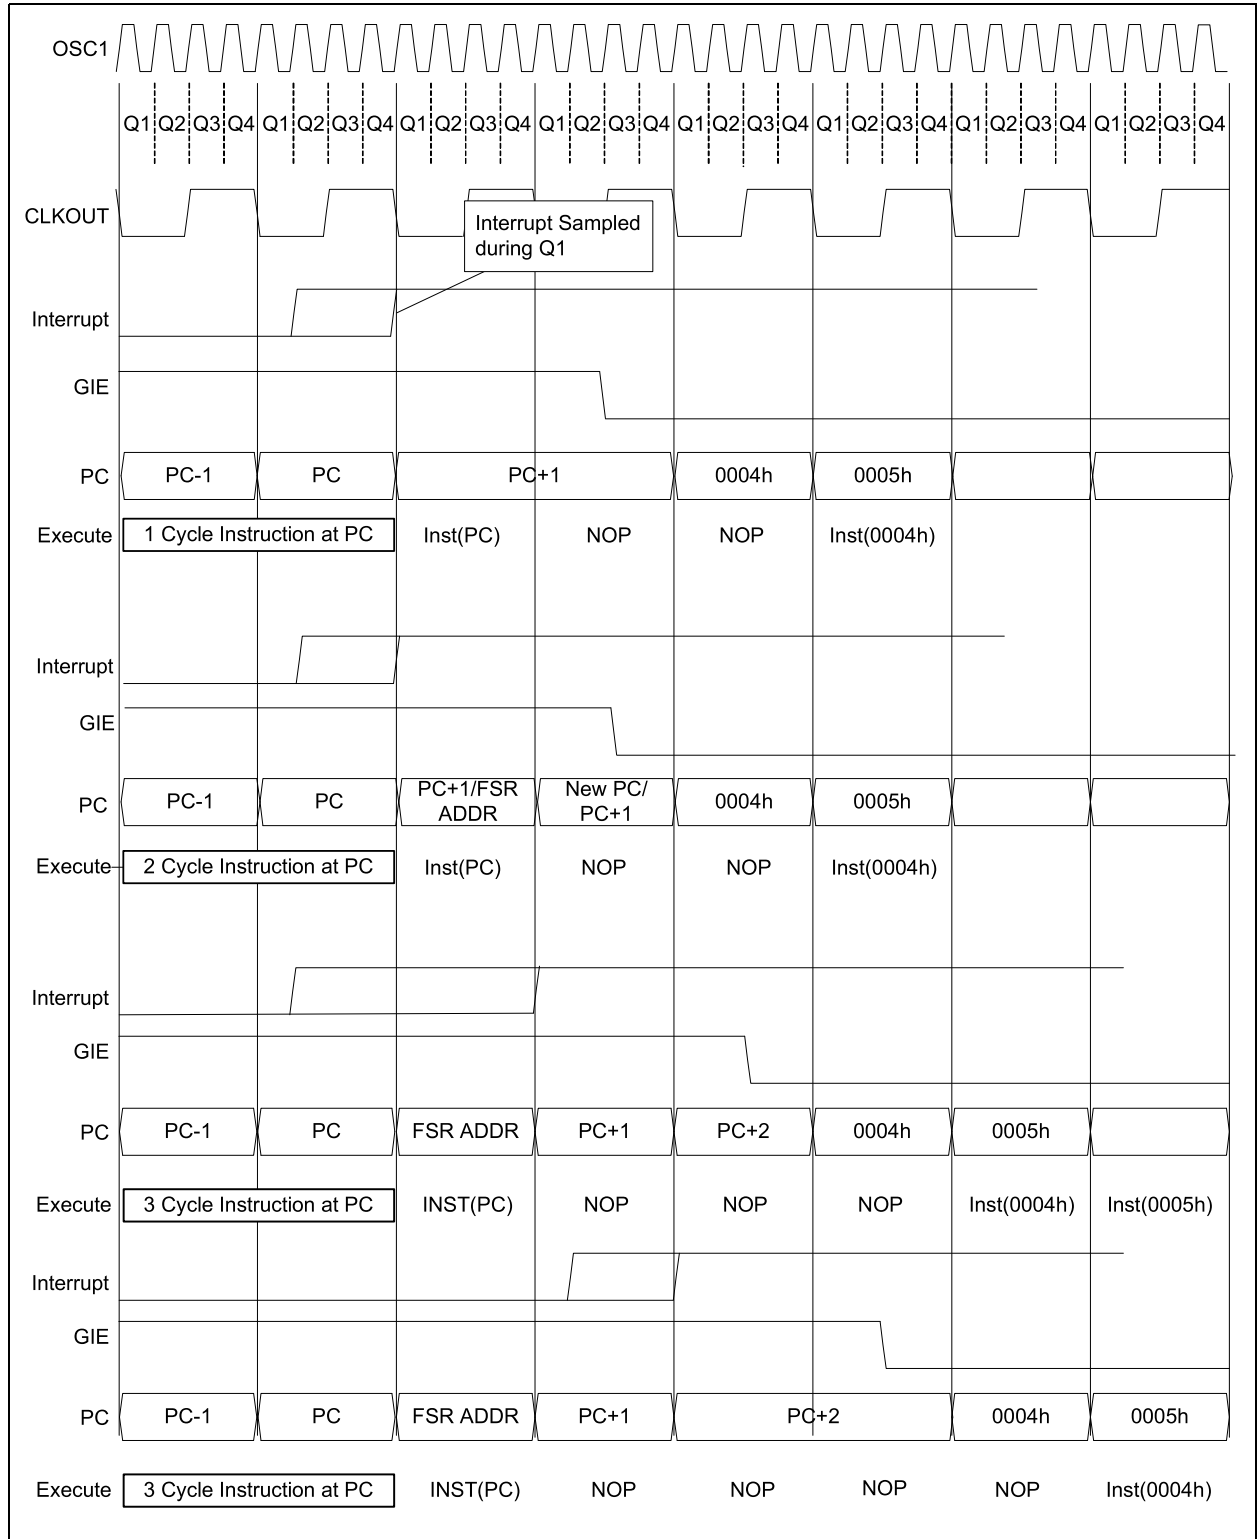 OSC1
Q1 Q2 Q3 Q4 Q1 Q2 Q3 Q4 Q1 Q2 Q3 Q4 Q1 Q2 Q3 Q4 Q1 Q2 Q3 Q4 Q1 Q2 Q3 Q4 Q1 Q2 Q3 Q4 Q1 Q2 Q3 Q4
CLKOUT
Interrupt Sampled
during Q1
Interrupt
GIE
PC PC-1 PC PC+1 0004h 0005h
Execute 1 Cycle Instruction at PC Inst(PC) NOP NOP Inst(0004h)
Interrupt
GIE
PC PC-1 PC PC+1/FSR ADDR New PC/ PC+1 0004h 0005h
Execute 2 Cycle Instruction at PC Inst(PC) NOP NOP Inst(0004h)
Interrupt
GIE
PC PC-1 PC FSR ADDR PC+1 PC+2 0004h 0005h
Execute 3 Cycle Instruction at PC INST(PC) NOP NOP NOP Inst(0004h) Inst(0005h)
Interrupt
GIE
PC PC-1 PC FSR ADDR PC+1 PC+2 0004h 0005h
Execute 3 Cycle Instruction at PC INST(PC) NOP NOP NOP NOP Inst(0004h)